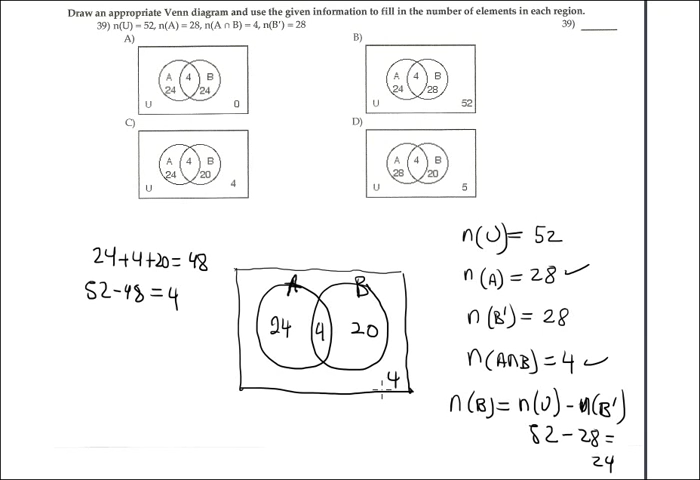 Draw an appropriate Venn diagram and use the given information to fill in the number of elements in each region.
39) n(U) = 52, n(A) = 28, n(A ∩ B) = 4, n(B') = 28
39)
A)
A 4 B
24 24
U 0
B)
A 4 B
24 28
U 52
C)
A 4 B
24 20
U 4
D)
A 4 B
28 20
U 5
24+4+20=48
52-48=4
A B
24 4 20
4
n(U)= 52
n(A) = 28 ✓
n(B') = 28
n(A∩B) = 4 ✓
n(B) = n(U) - n(B')
52 - 28 =
24